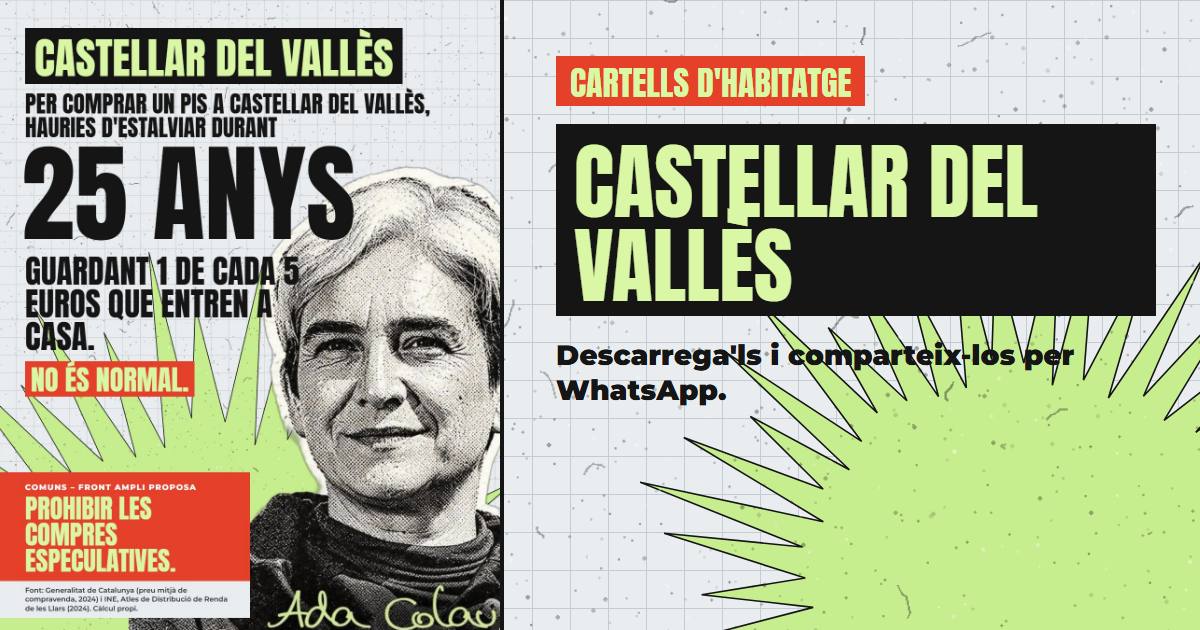 CASTELLAR DEL VALLÈS
PER COMPRAR UN PIS A CASTELLAR DEL VALLÈS,
HAURIES D'ESTALVIAR DURANT
25 ANYS
GUARDANT 1 DE CADA 5
EUROS QUE ENTREN A
CASA.
NO ÉS NORMAL.
COMUNS – FRONT AMPLI PROPOSA
PROHIBIR LES
COMPRES
ESPECULATIVES.
Font: Generalitat de Catalunya (preu mitjà de
compravenda, 2024) i INE, Atles de Distribució de Renda
de les Llars (2024). Càlcul propi.
Ada Colau
CARTELLS D'HABITATGE
CASTELLAR DEL
VALLÈS
Descarrega'ls i comparteix-los per
WhatsApp.